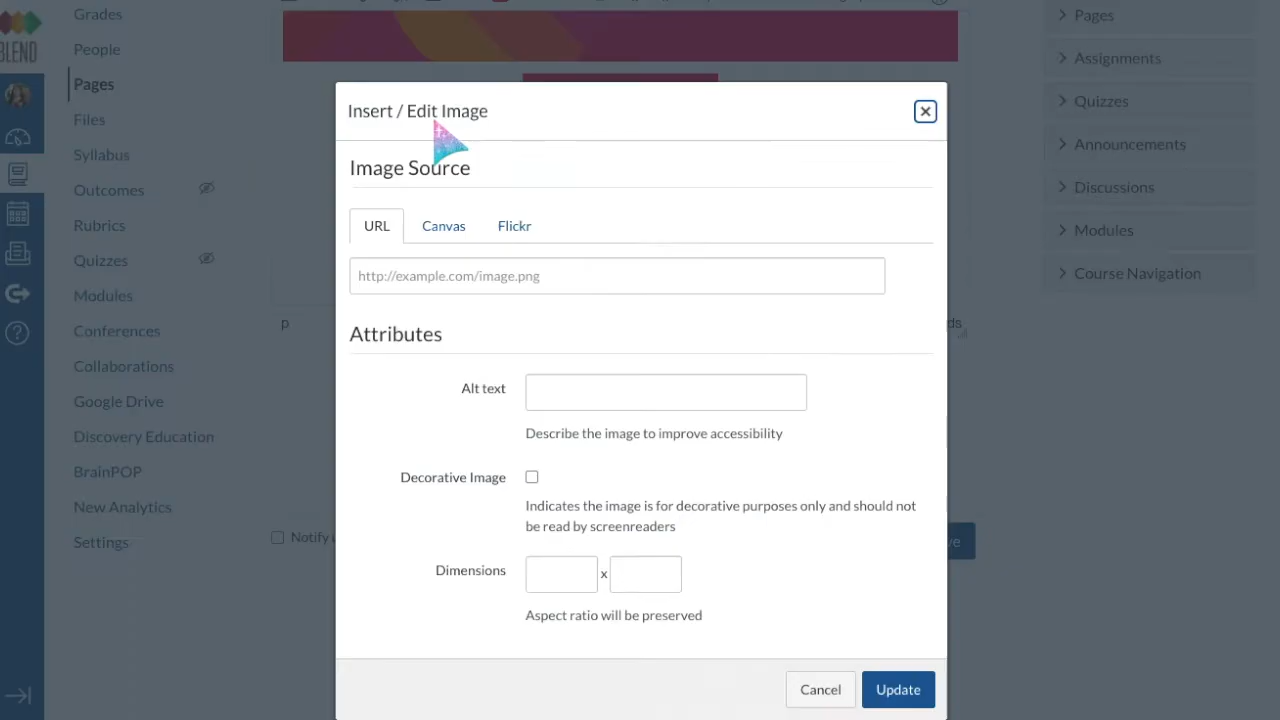 BLEND
Grades
People
Pages
Files
Syllabus
Outcomes
Rubrics
Quizzes
Modules
Conferences
Collaborations
Google Drive
Discovery Education
BrainPOP
New Analytics
Settings
p
Notify
Insert / Edit Image
Image Source
URL
Canvas
Flickr
http://example.com/image.png
Attributes
Alt text
Describe the image to improve accessibility
Decorative Image
Indicates the image is for decorative purposes only and should not
be read by screenreaders
Dimensions
x
Aspect ratio will be preserved
Cancel
Update
Pages
Assignments
Quizzes
Announcements
Discussions
Modules
Course Navigation